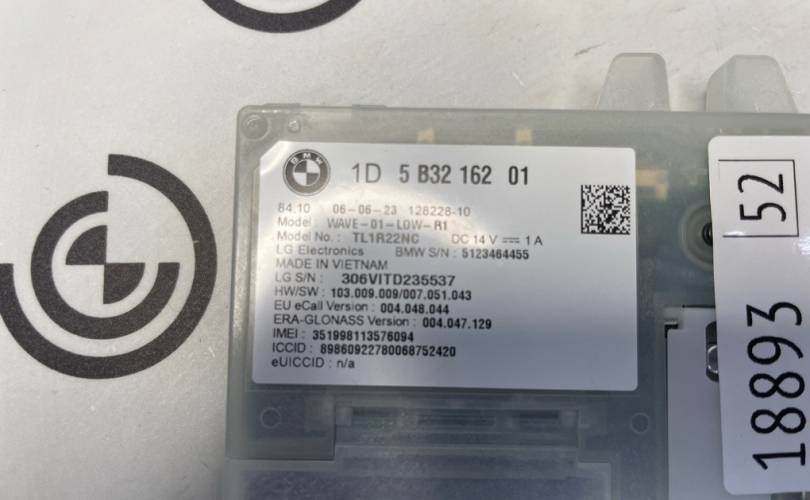 BMW
1D 5 B32 162 01
84.10 06-06-23 128228-10
Model: WAVE-01-LOW-R1
Model No.: TL1R22NC DC 14 V 1 A
LG Electronics BMW S/N: 5123464455
MADE IN VIETNAM
LG S/N: 306VITD235537
HW/SW: 103.009.009/007.051.043
EU eCall Version: 004.048.044
ERA-GLONASS Version: 004.047.129
IMEI: 351998113576094
ICCID: 89860922780068752420
eUICCID: n/a
52
18893